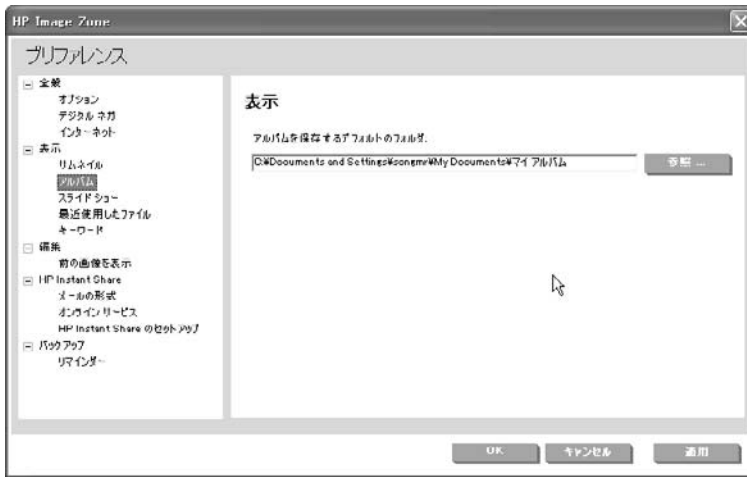 HP Image Zone
プリファレンス
全般
オプション
デジタル ネガ
インターネット
表示
サムネイル
アルバム
スライド ショー
最近使用したファイル
キーワード
編集
前の画像を表示
HP Instant Share
メールの形式
オンライン サービス
HP Instant Share のセットアップ
バックアップ
リマインダー
表示
アルバムを保存するデフォルトのフォルダ.
C:¥Documents and Settings¥songmr¥My Documents¥マイ アルバム
参照 ...
OK
キャンセル
適用